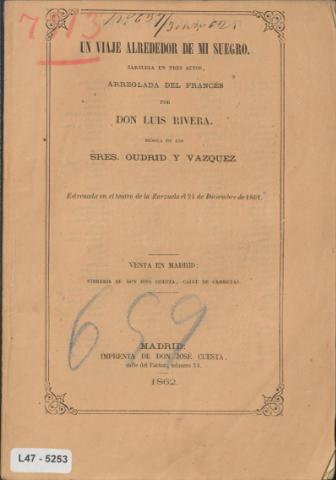 7313
UN VIAJE ALREDEDOR DE MI SUEGRO.
ZARZUELA EN TRES ACTOS,
ARREGLADA DEL FRANCÉS
POR
DON LUIS RIVERA.
MÚSICA DE LOS
SRES. OUDRID Y VAZQUEZ
Estrenada en el teatro de la Zarzuela el 24 de Diciembre de 1861.
VENTA EN MADRID:
LIBRERIA DE DON JOSE CUESTA, CALLE DE CARRETAS.
659
MADRID:
IMPRENTA DE DON JOSÉ CUESTA.
calle del Factor, número 14.
1862.
L47 - 5253